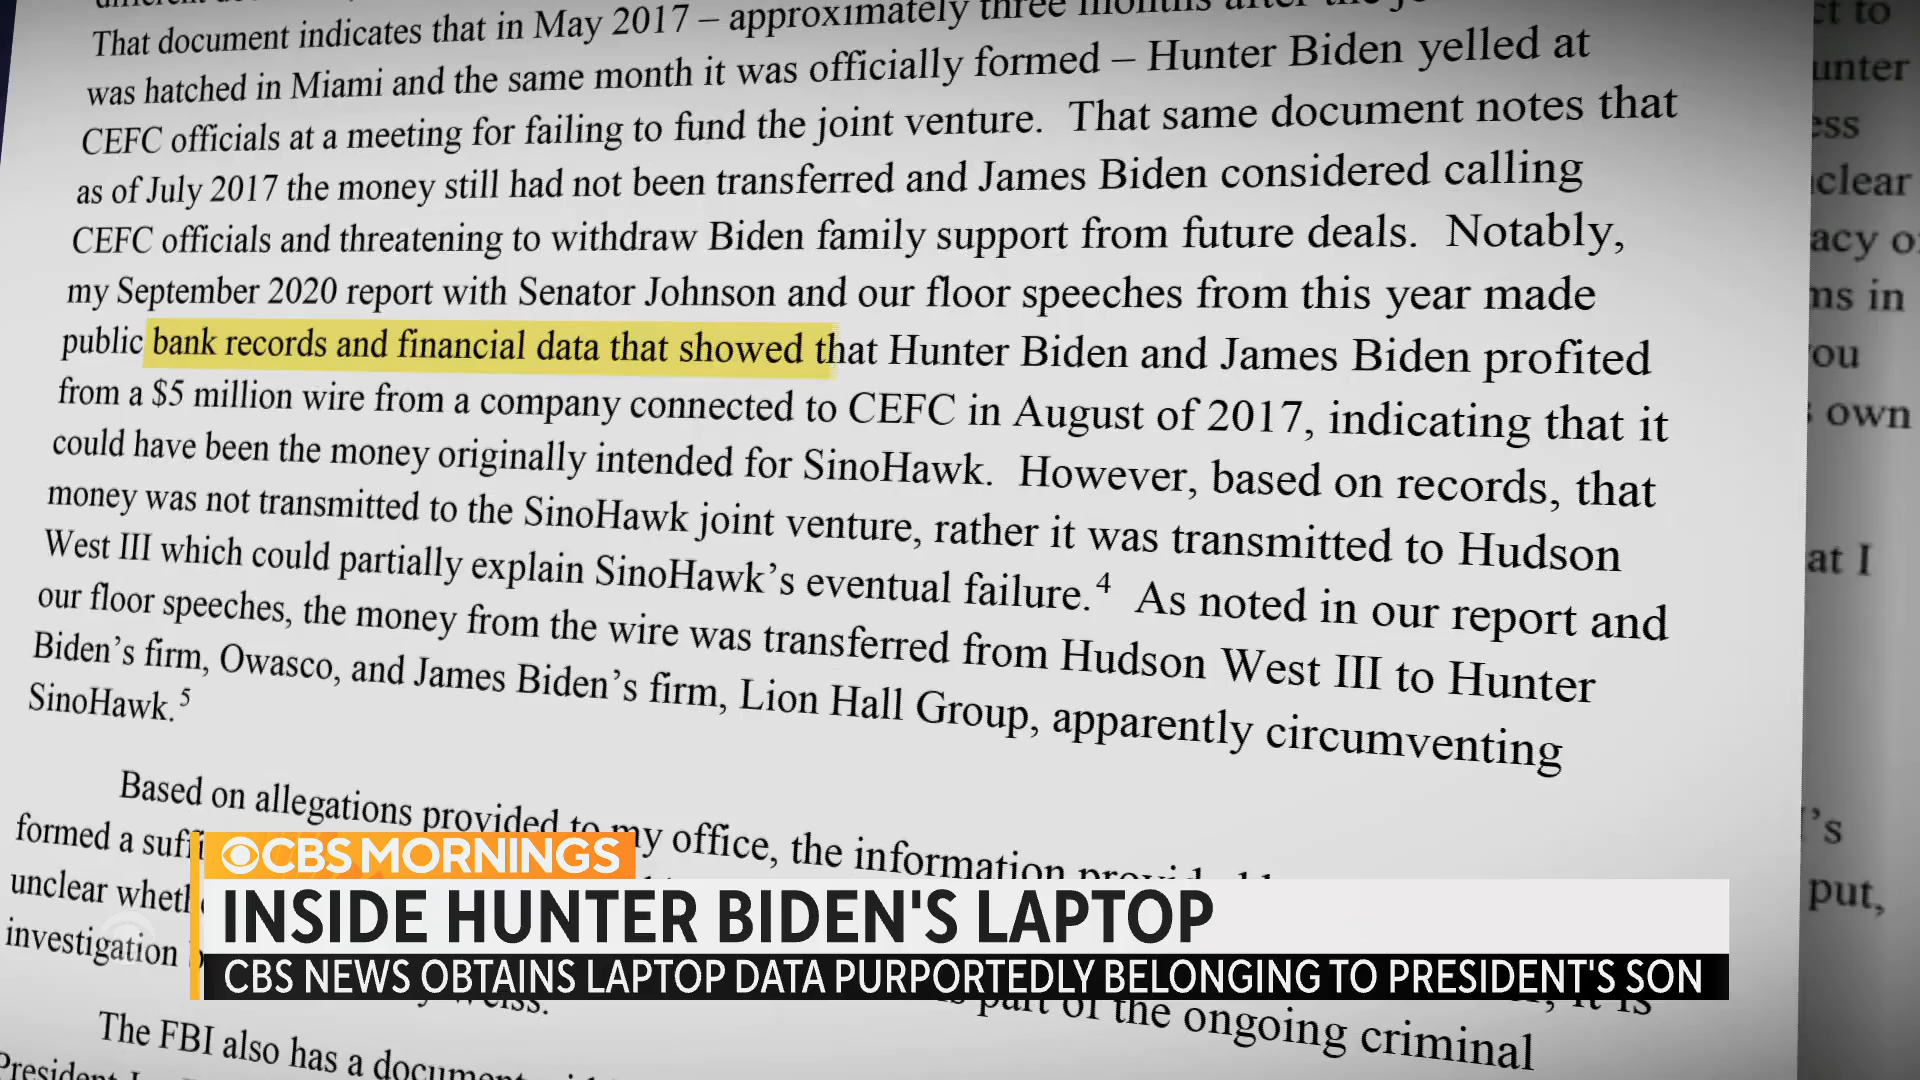 That document indicates that in May 2017 – approximately three months after the
was hatched in Miami and the same month it was officially formed – Hunter Biden yelled at
CEFC officials at a meeting for failing to fund the joint venture. That same document notes that
as of July 2017 the money still had not been transferred and James Biden considered calling
CEFC officials and threatening to withdraw Biden family support from future deals. Notably,
my September 2020 report with Senator Johnson and our floor speeches from this year made
public bank records and financial data that showed that Hunter Biden and James Biden profited
from a $5 million wire from a company connected to CEFC in August of 2017, indicating that it
could have been the money originally intended for SinoHawk. However, based on records, that
money was not transmitted to the SinoHawk joint venture, rather it was transmitted to Hudson
West III which could partially explain SinoHawk’s eventual failure.4 As noted in our report and
our floor speeches, the money from the wire was transferred from Hudson West III to Hunter
Biden’s firm, Owasco, and James Biden’s firm, Lion Hall Group, apparently circumventing
SinoHawk.5
Based on allegations provided to my office, the information
formed a
unclear
investigation
part of the ongoing criminal
The FBI also has a
ct to
unter
ess
clear
acy
ms in
ou
own
at I
’s
put,
CBS MORNINGS
INSIDE HUNTER BIDEN'S LAPTOP
CBS NEWS OBTAINS LAPTOP DATA PURPORTEDLY BELONGING TO PRESIDENT'S SON